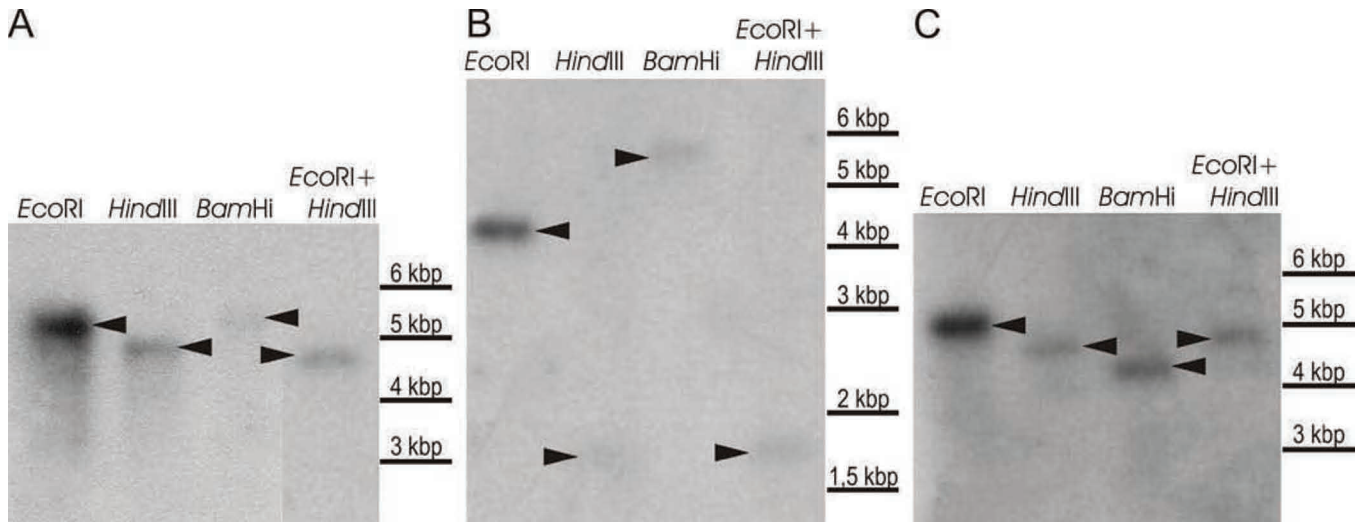 A
EcoRI HindIII BamHi EcoRI+
HindIII
6 kbp
5 kbp
4 kbp
3 kbp
B
EcoRI HindIII BamHi EcoRI+
HindIII
6 kbp
5 kbp
4 kbp
3 kbp
2 kbp
1,5 kbp
C
EcoRI HindIII BamHi EcoRI+
HindIII
6 kbp
5 kbp
4 kbp
3 kbp